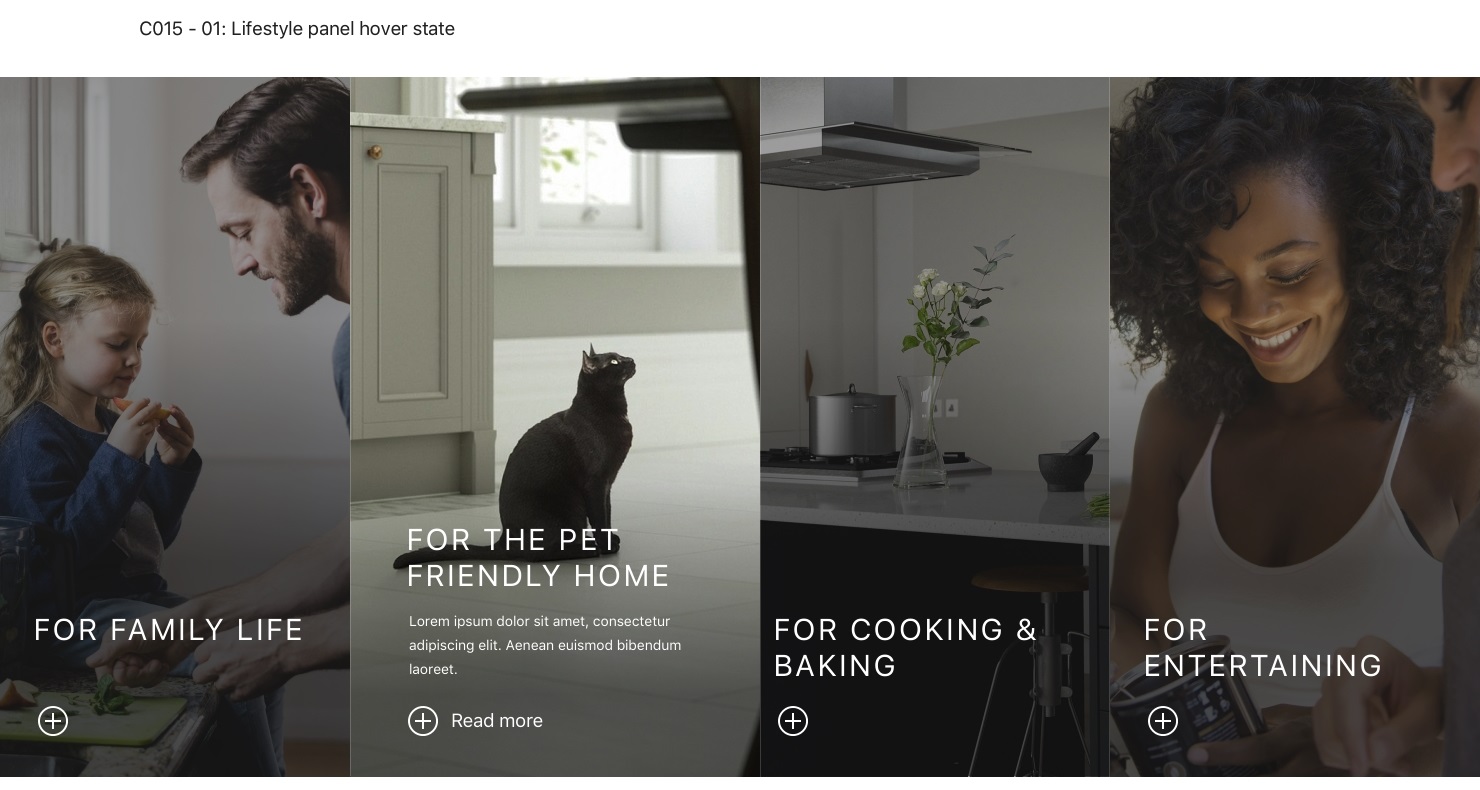 C015 - 01: Lifestyle panel hover state
FOR FAMILY LIFE
FOR THE PET
FRIENDLY HOME
Lorem ipsum dolor sit amet, consectetur
adipiscing elit. Aenean euismod bibendum
laoreet.
Read more
FOR COOKING &
BAKING
FOR
ENTERTAINING